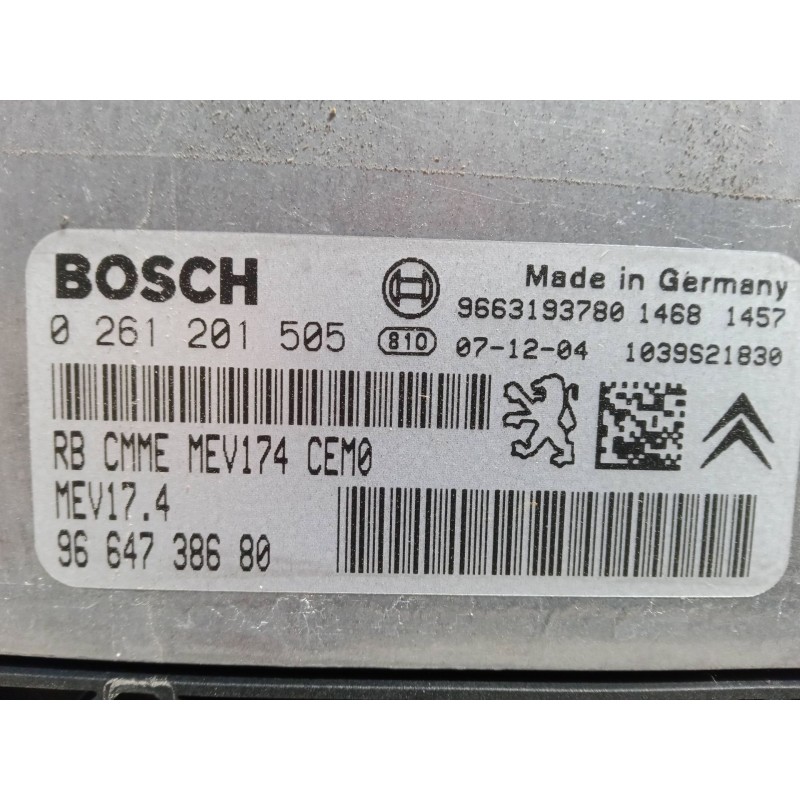 BOSCH
Made in Germany
9663193780 1468 1457
0 261 201 505
810 07-12-04 1039S21830
RB CMME MEV174 CEM0
MEV17.4
96 647 386 80